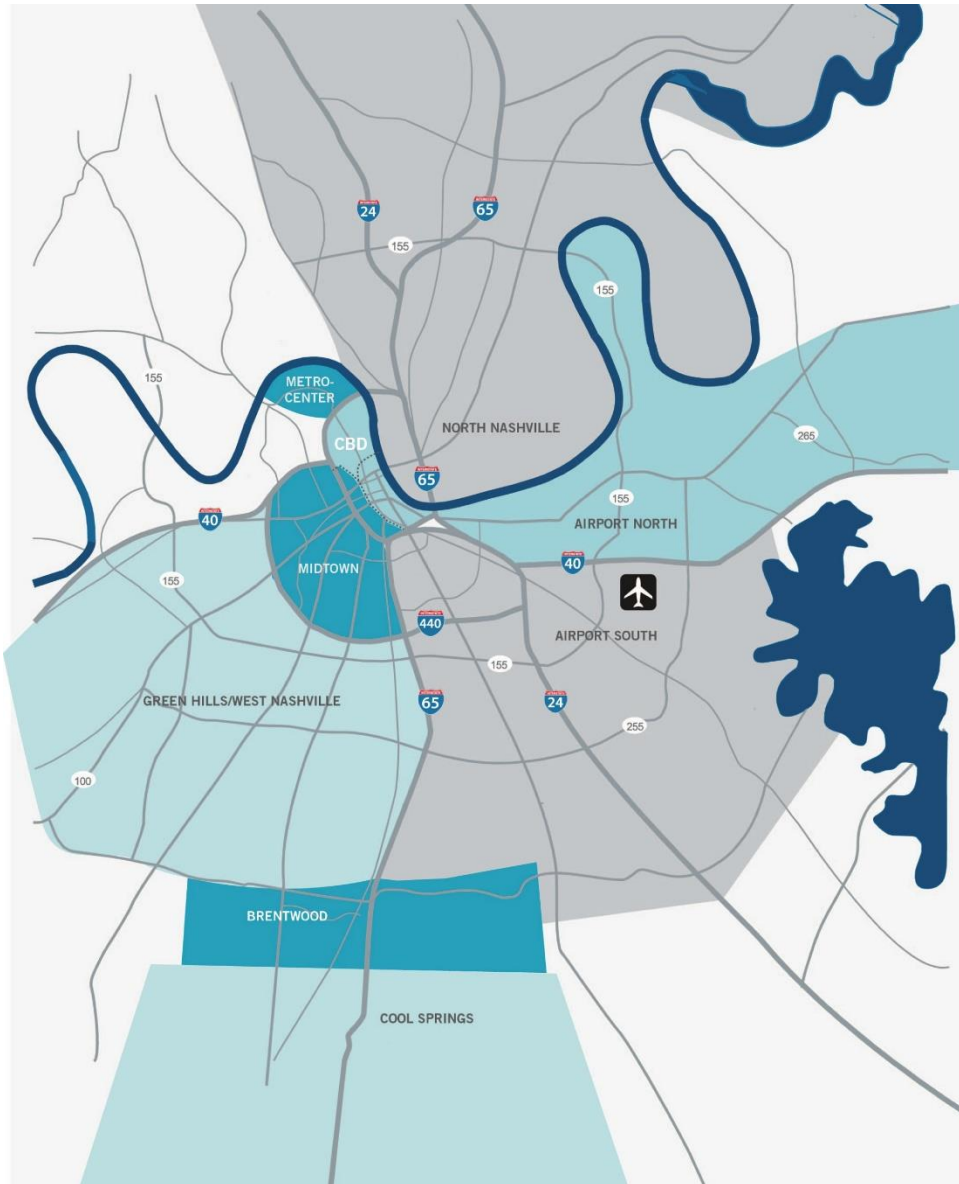 24
65
155
155
METRO-
CENTER
155
CBD
NORTH NASHVILLE
265
65
155
40
AIRPORT NORTH
40
MIDTOWN
155
440
AIRPORT SOUTH
155
GREEN HILLS/WEST NASHVILLE
65
24
255
100
BRENTWOOD
COOL SPRINGS